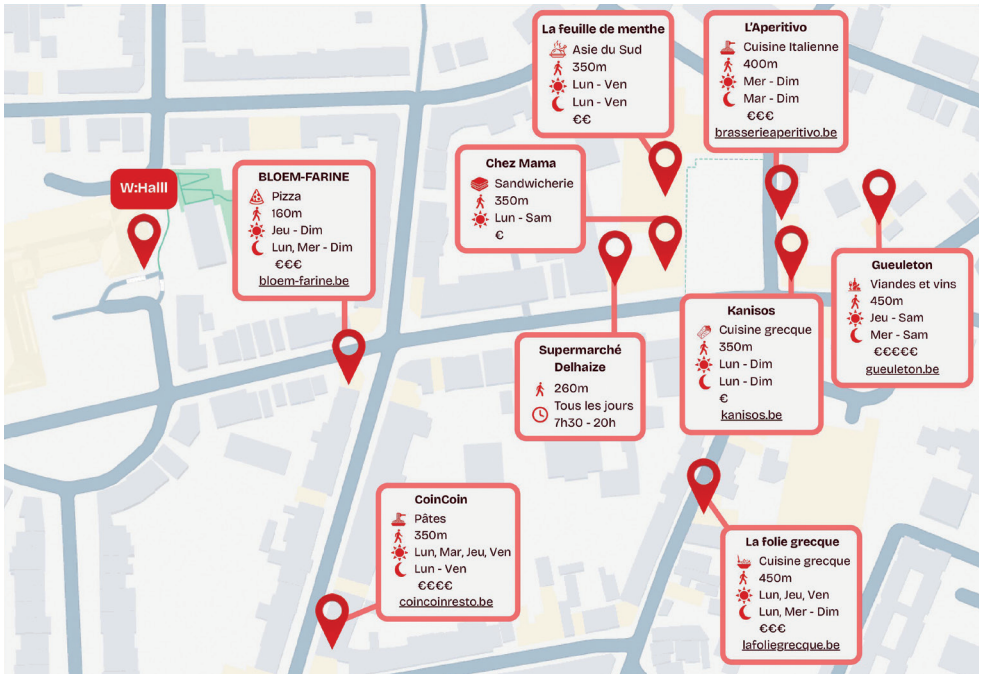 La feuille de menthe
Asie du Sud
350m
Lun - Ven
Lun - Ven
€€
L'Aperitivo
Cuisine Italienne
400m
Mer - Dim
Mar - Dim
€€€
brasserieaperitivo.be
W:Halll
BLOEM-FARINE
Pizza
160m
Jeu - Dim
Lun, Mer - Dim
€€€
bloem-farine.be
Chez Mama
Sandwicherie
350m
Lun - Sam
€
Gueuleton
Viandes et vins
450m
Jeu - Sam
Mer - Sam
€€€€€
gueuleton.be
Kanisos
Cuisine grecque
350m
Lun - Dim
Lun - Dim
€
kanisos.be
Supermarché
Delhaize
260m
Tous les jours
7h30 - 20h
CoinCoin
Pâtes
350m
Lun, Mar, Jeu, Ven
Lun - Ven
€€€€
coincoinresto.be
La folie grecque
Cuisine grecque
450m
Lun, Jeu, Ven
Lun, Mer - Dim
€€€
lafoliegrecque.be